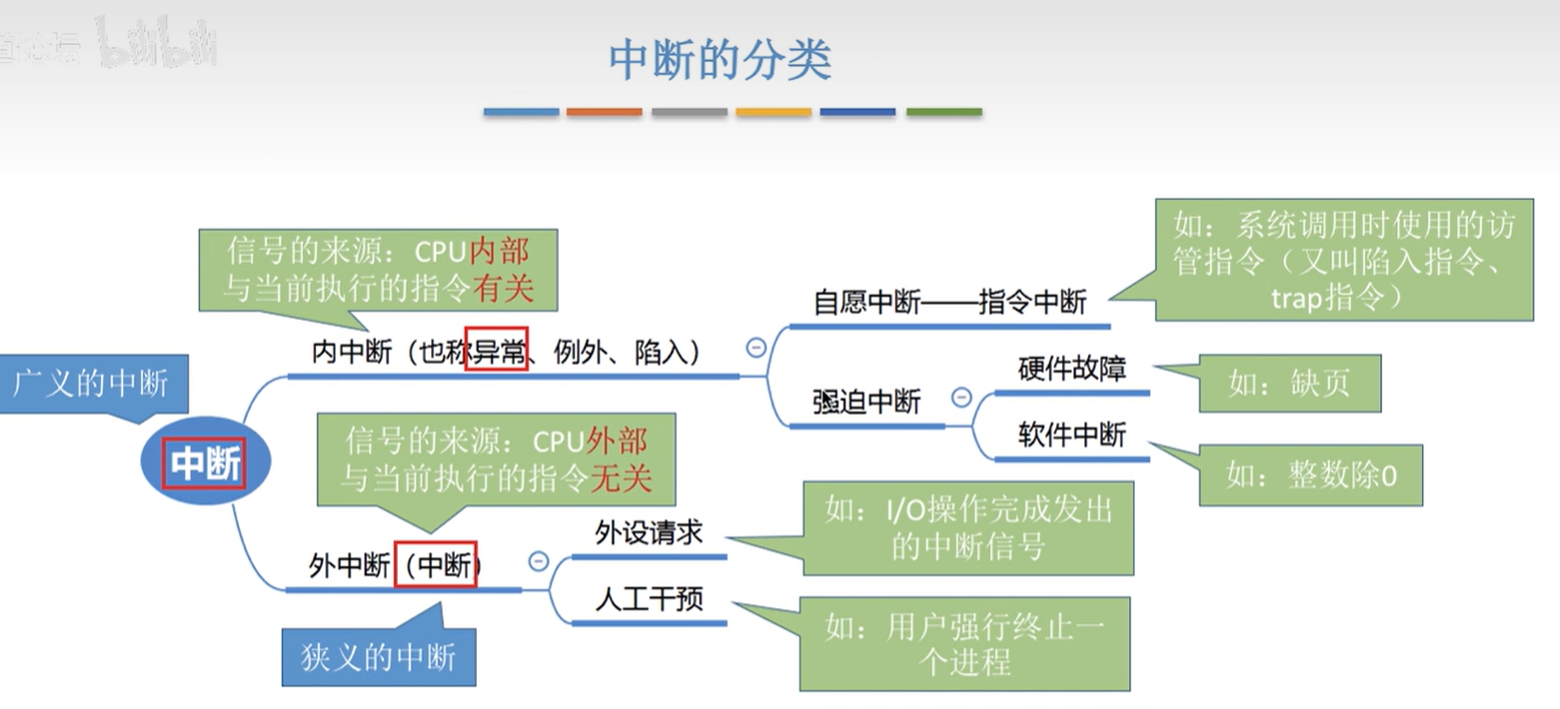 道论坛 bilibili
中断的分类
如：系统调用时使用的访
管指令（又叫陷入指令、
trap指令）
信号的来源：CPU内部
与当前执行的指令有关
自愿中断——指令中断
内中断（也称异常、例外、陷入）
广义的中断
硬件故障
如：缺页
强迫中断
软件中断
如：整数除0
信号的来源：CPU外部
与当前执行的指令无关
中断
外设请求
如：I/O操作完成发出
的中断信号
外中断（中断）
人工干预
如：用户强行终止一
个进程
狭义的中断